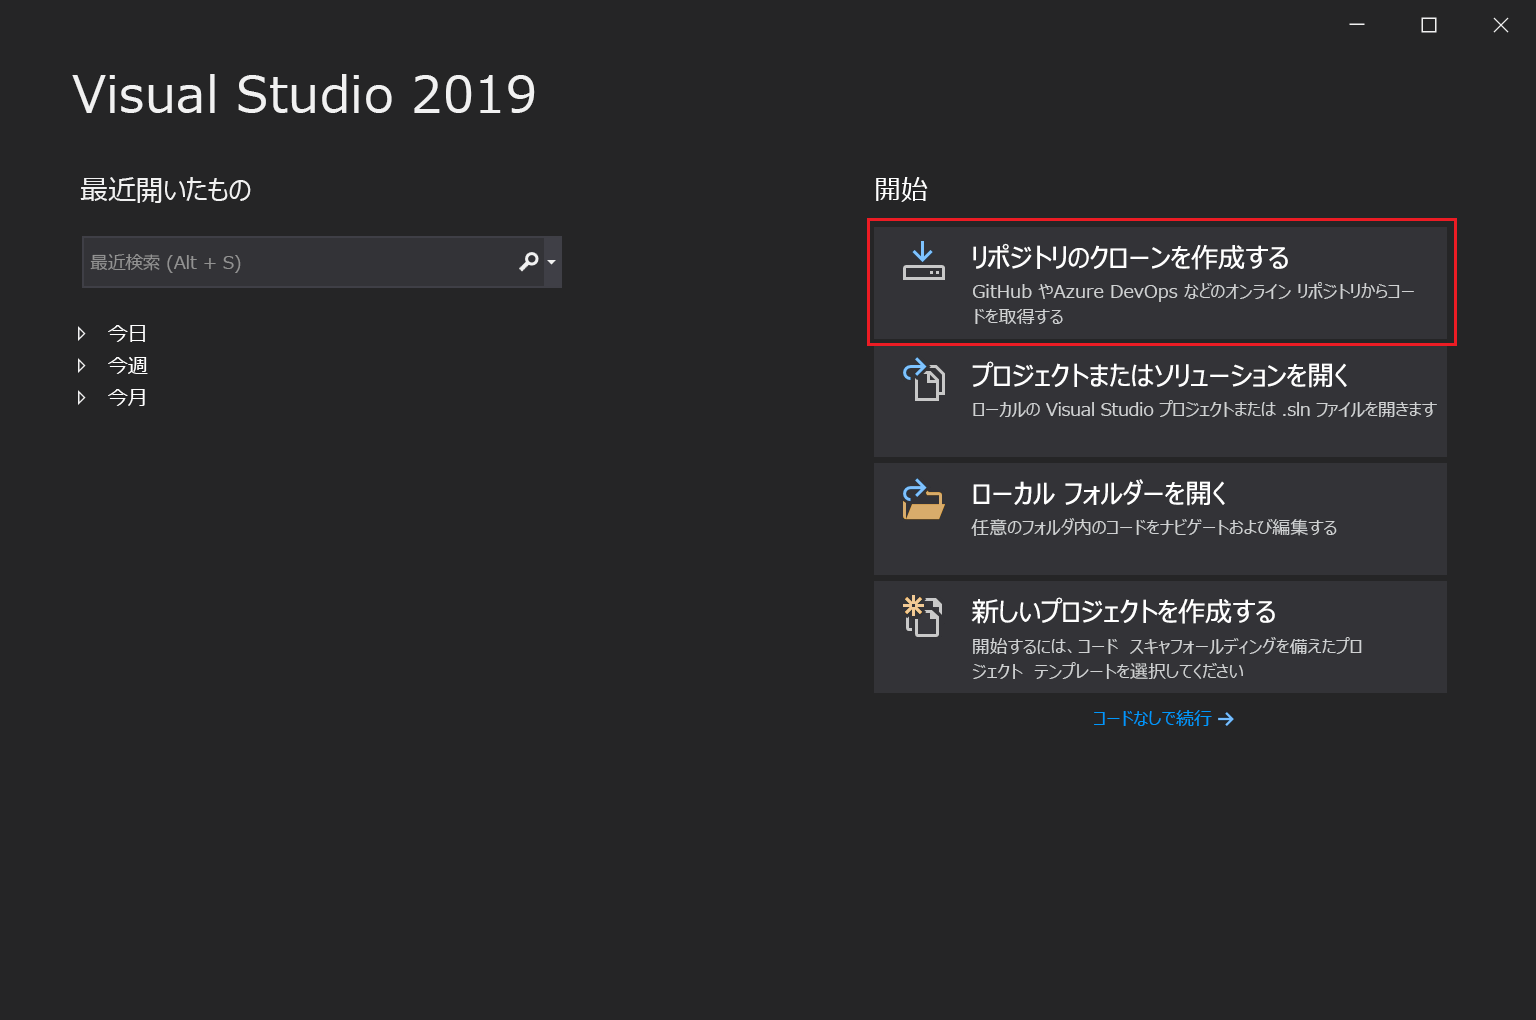 Visual Studio 2019
最近開いたもの
最近検索 (Alt + S)
今日
今週
今月
開始
リポジトリのクローンを作成する
GitHub やAzure DevOps などのオンライン リポジトリからコー
ドを取得する
プロジェクトまたはソリューションを開く
ローカルの Visual Studio プロジェクトまたは .sln ファイルを開きます
ローカル フォルダーを開く
任意のフォルダ内のコードをナビゲートおよび編集する
新しいプロジェクトを作成する
開始するには、コード スキャフォールディングを備えたプロ
ジェクト テンプレートを選択してください
コードなしで続行